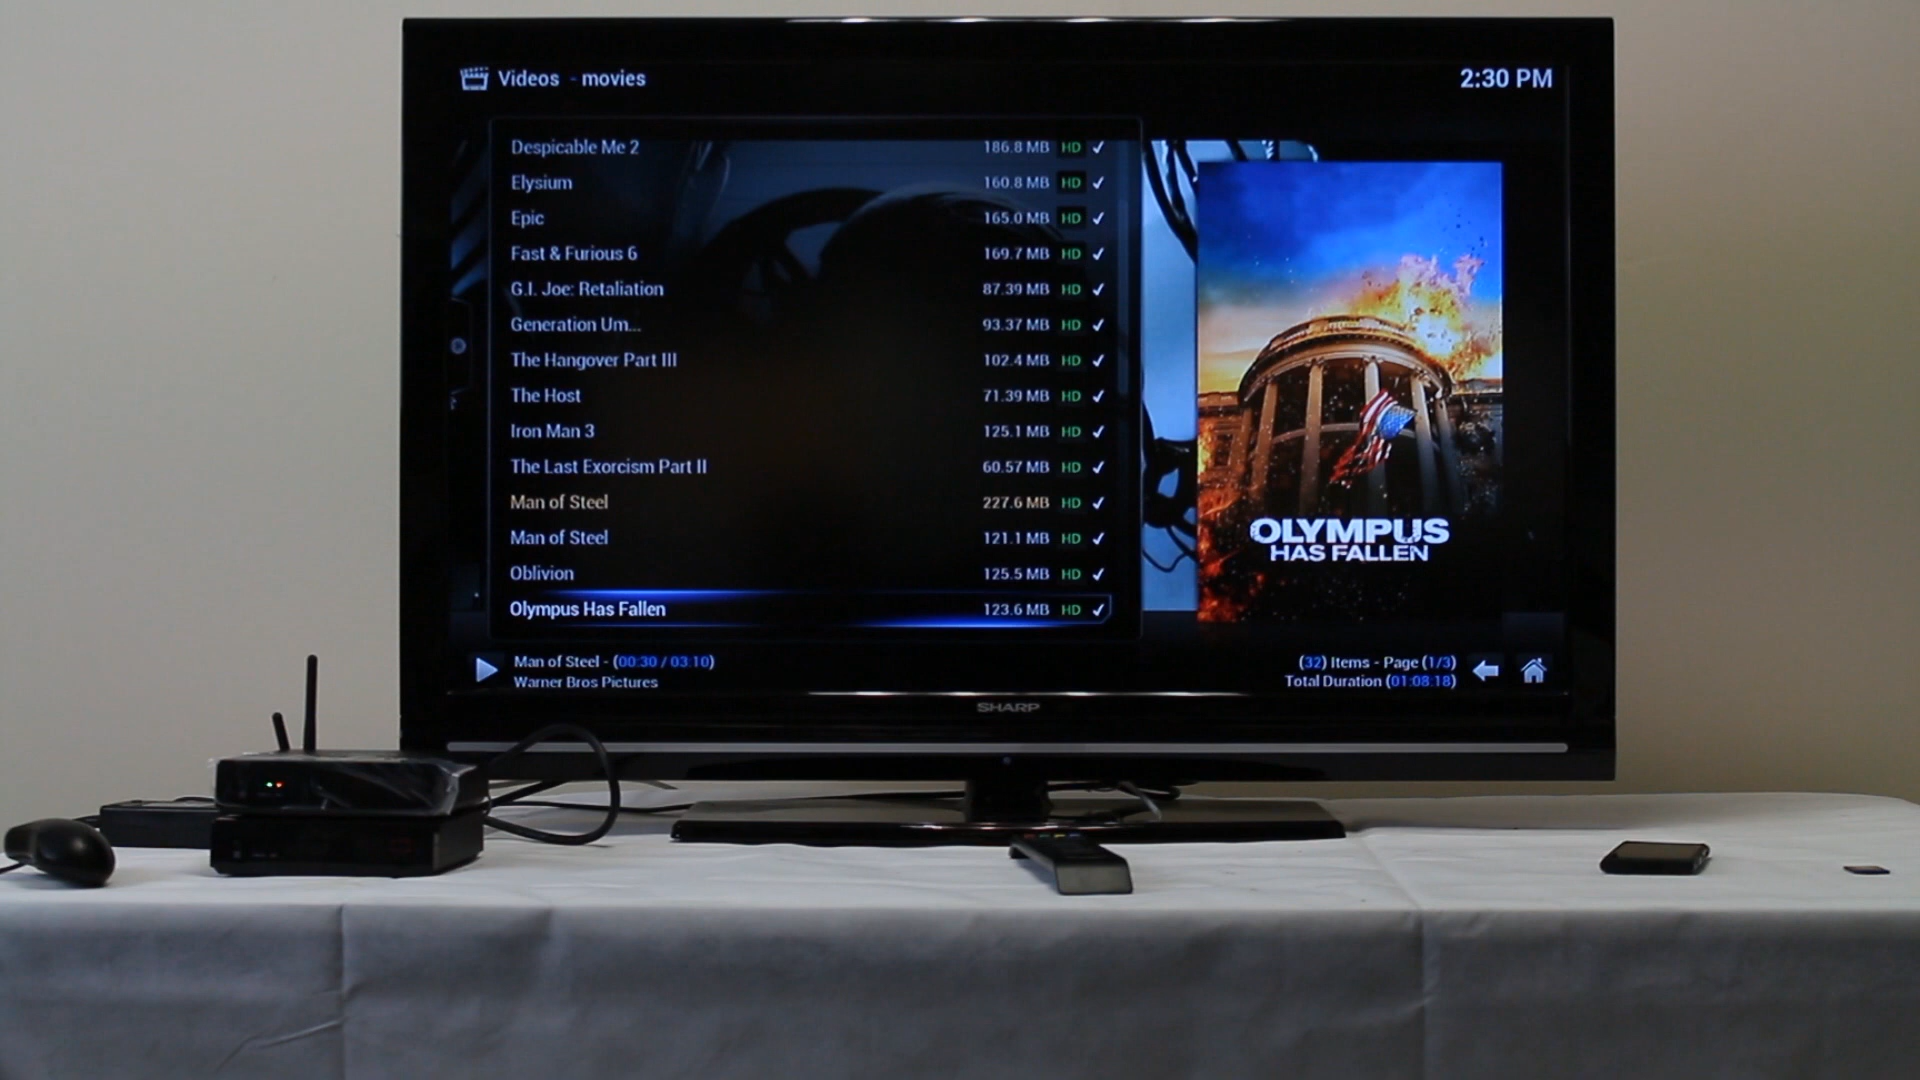 Videos - movies
2:30 PM
Despicable Me 2 186.8 MB HD
Elysium 160.8 MB HD
Epic 165.0 MB HD
Fast & Furious 6 169.7 MB HD
G.I. Joe: Retaliation 87.39 MB HD
Generation Um... 93.37 MB HD
The Hangover Part III 102.4 MB HD
The Host 71.39 MB HD
Iron Man 3 125.1 MB HD
The Last Exorcism Part II 60.57 MB HD
Man of Steel 227.6 MB HD
Man of Steel 121.1 MB HD
Oblivion 125.5 MB HD
Olympus Has Fallen 123.6 MB HD
OLYMPUS
HAS FALLEN
Man of Steel - (00:30 / 03:10)
Warner Bros Pictures
(32) Items - Page (1/3)
Total Duration (01:08:18)
SHARP